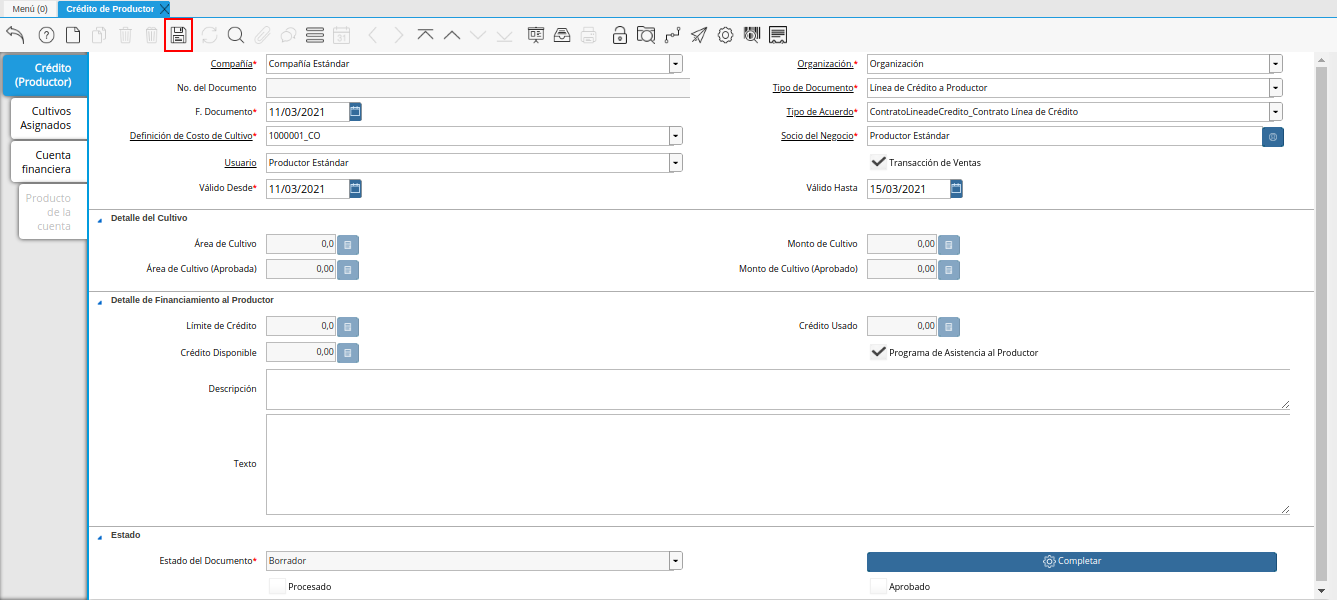 Menú (0) Crédito de Productor
31
Crédito
(Productor)
Cultivos
Asignados
Cuenta
financiera
Producto
de la
cuenta
Compañía* Compañía Estándar Organización.* Organización
No. del Documento Tipo de Documento* Línea de Crédito a Productor
F. Documento* 11/03/2021 Tipo de Acuerdo* ContratoLineadeCredito_Contrato Línea de Crédito
Definición de Costo de Cultivo* 1000001_CO Socio del Negocio* Productor Estándar
Usuario Productor Estándar Transacción de Ventas
Válido Desde* 11/03/2021 Válido Hasta 15/03/2021
Detalle del Cultivo
Área de Cultivo 0,0 Monto de Cultivo 0,00
Área de Cultivo (Aprobada) 0,00 Monto de Cultivo (Aprobado) 0,00
Detalle de Financiamiento al Productor
Límite de Crédito 0,0 Crédito Usado 0,00
Crédito Disponible 0,00 Programa de Asistencia al Productor
Descripción
Texto
Estado
Estado del Documento* Borrador Completar
Procesado Aprobado